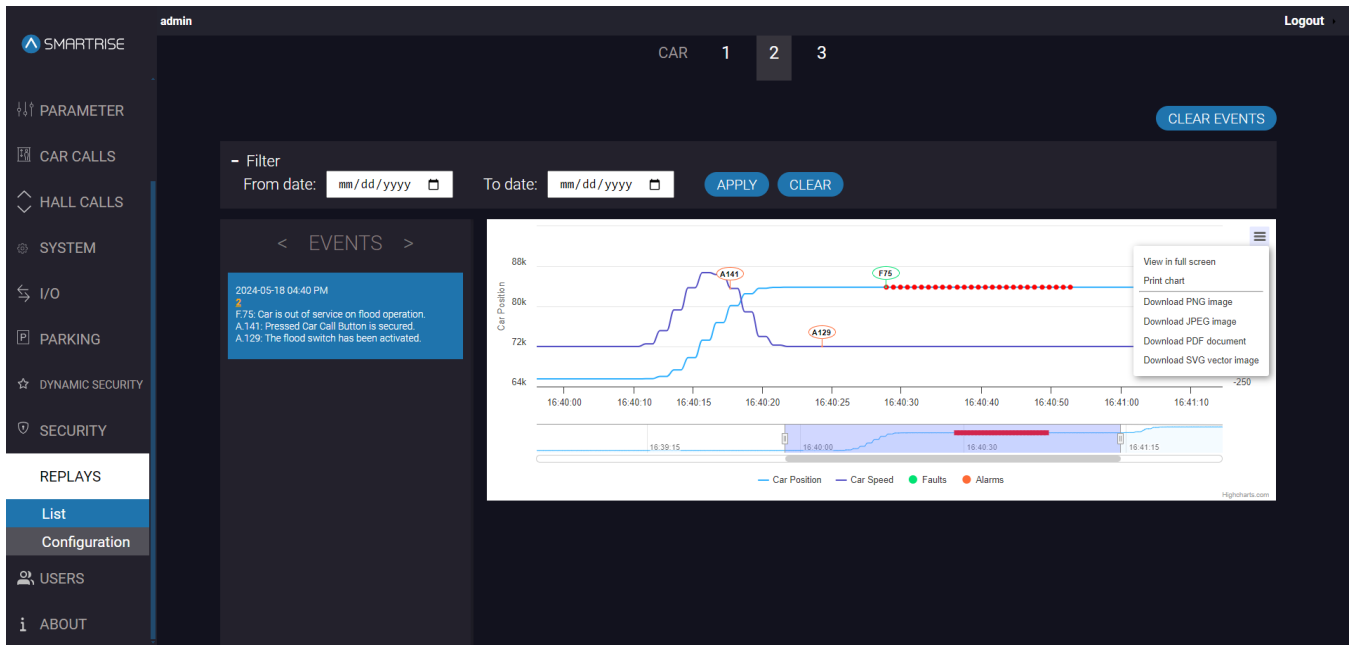 admin
Logout
SMARTRISE
CAR 1 2 3
PARAMETER
CLEAR EVENTS
CAR CALLS
- Filter
From date: mm/dd/yyyy To date: mm/dd/yyyy APPLY CLEAR
HALL CALLS
SYSTEM
I/O
P PARKING
DYNAMIC SECURITY
SECURITY
REPLAYS
List
Configuration
USERS
i ABOUT
< EVENTS >
2024-05-18 04:40 PM
2
F.75: Car is out of service on flood operation.
A.141: Pressed Car Call Button is secured.
A.129: The flood switch has been activated.
Car Position
88k
80k
72k
64k
A141
F75
A129
-250
View in full screen
Print chart
Download PNG image
Download JPEG image
Download PDF document
Download SVG vector image
16:40:00 16:40:10 16:40:15 16:40:20 16:40:25 16:40:30 16:40:40 16:40:50 16:41:00 16:41:10
16:39:15 16:40:00 16:40:30 16:41:15
Car Position Car Speed Faults Alarms
Highcharts.com